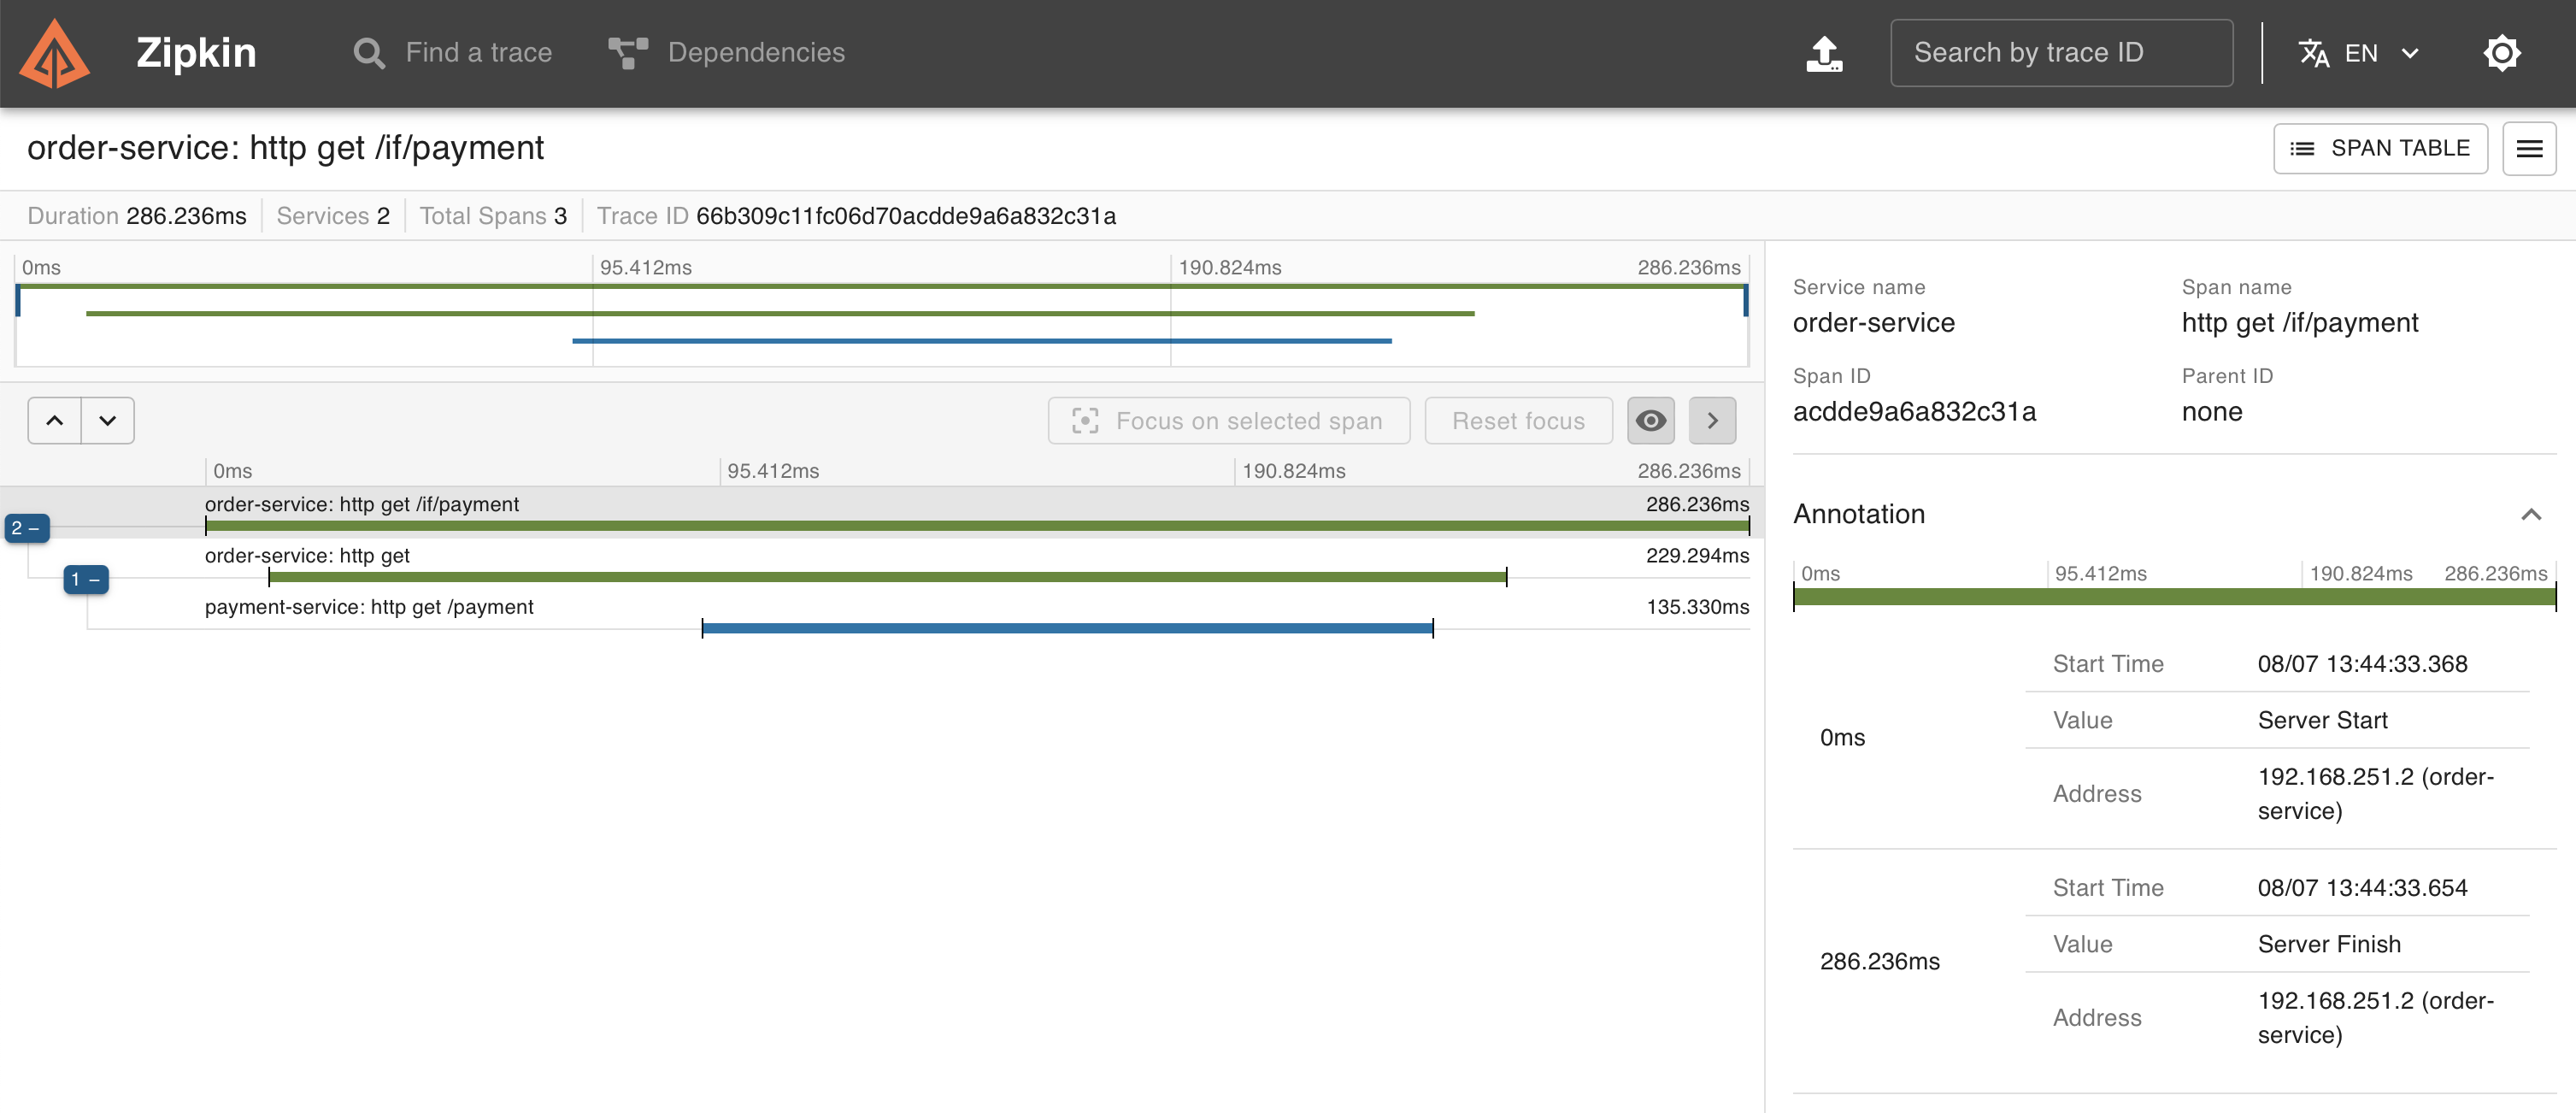 Zipkin
Find a trace
Dependencies
Search by trace ID
EN
order-service: http get /if/payment
SPAN TABLE
Duration 286.236ms
Services 2
Total Spans 3
Trace ID 66b309c11fc06d70acdde9a6a832c31a
0ms 95.412ms 190.824ms 286.236ms
Focus on selected span
Reset focus
0ms 95.412ms 190.824ms 286.236ms
order-service: http get /if/payment 286.236ms
2 –
order-service: http get 229.294ms
1 –
payment-service: http get /payment 135.330ms
Service name
order-service
Span name
http get /if/payment
Span ID
acdde9a6a832c31a
Parent ID
none
Annotation
0ms 95.412ms 190.824ms 286.236ms
0ms
Start Time 08/07 13:44:33.368
Value Server Start
Address 192.168.251.2 (order-
service)
286.236ms
Start Time 08/07 13:44:33.654
Value Server Finish
Address 192.168.251.2 (order-
service)